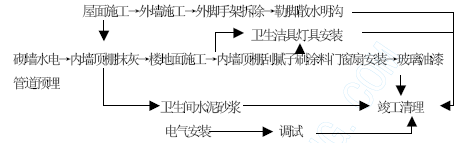 屋面施工→外墙施工→外脚手架拆除→勒脚散水明沟
卫生洁具灯具安装
砌墙水电→内墙顶棚抹灰→楼地面施工→内墙顶棚刮腻子刷涂料门窗扇安装→玻璃油漆
管道预埋
卫生间水泥砂浆
竣工清理
电气安装
调试